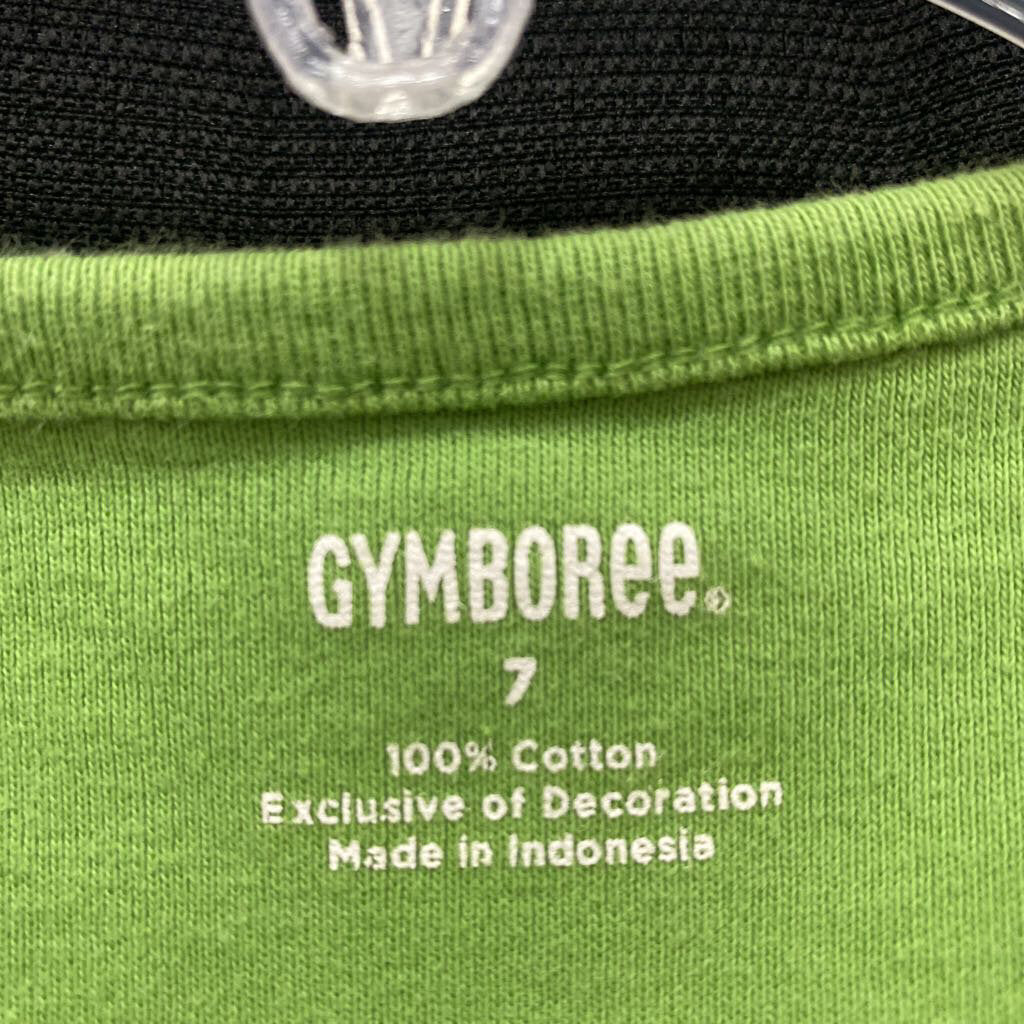 GYMBOREE®
7
100% Cotton
Exclusive of Decoration
Made in Indonesia